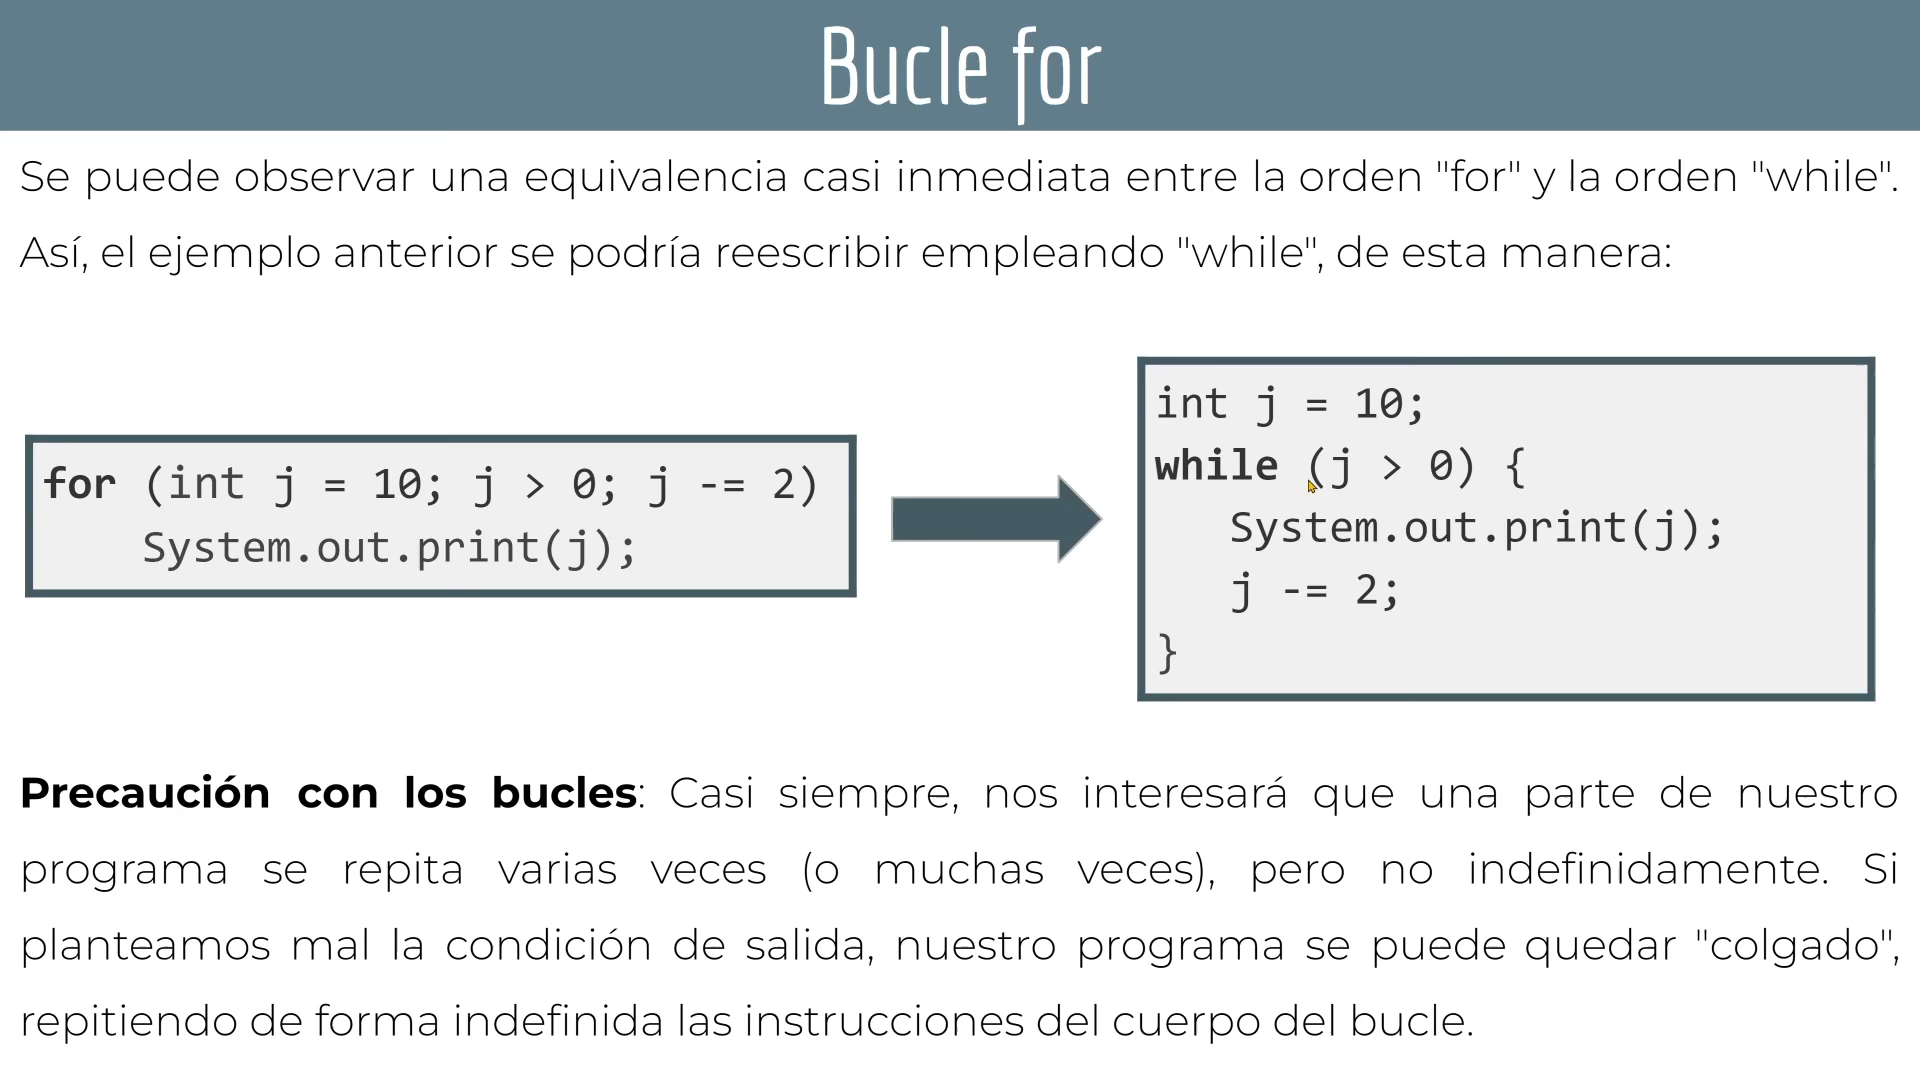 Bucle for
Se puede observar una equivalencia casi inmediata entre la orden "for" y la orden "while".
Así, el ejemplo anterior se podría reescribir empleando "while", de esta manera:
for (int j = 10; j > 0; j -= 2)
    System.out.print(j);
int j = 10;
while (j > 0) {
   System.out.print(j);
   j -= 2;
}
Precaución con los bucles: Casi siempre, nos interesará que una parte de nuestro
programa se repita varias veces (o muchas veces), pero no indefinidamente. Si
planteamos mal la condición de salida, nuestro programa se puede quedar "colgado",
repitiendo de forma indefinida las instrucciones del cuerpo del bucle.